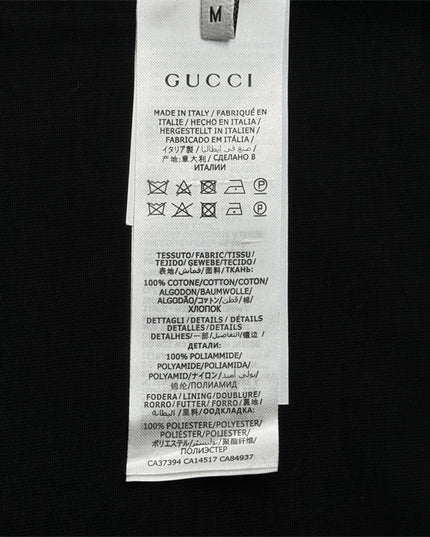 M
GUCCI
MADE IN ITALY / FABRIQUÉ EN
ITALIE / HECHO EN ITALIA /
HERGESTELLT IN ITALIEN /
FABRICADO EM ITÁLIA /
イタリア製 / صنع في إيطاليا /
产地:意大利 / СДЕЛАНО В
ИТАЛИИ
P
P
TESSUTO/FABRIC/TISSU/
TEJIDO/ GEWEBE/TECIDO/
表地/قماش/面料/ТКАНЬ:
100% COTONE/COTTON/COTON/
ALGODON/BAUMWOLLE/
ALGODÃO/コットン/قطن/棉/
ХЛОПОК
DETTAGLI/DETAILS / DÉTAILS
DETALLES/DETAILS
DETALHES/一部/التفاصيل/镶边 /
ДЕТАЛИ:
100% POLIAMMIDE/
POLYAMIDE/POLIAMIDA/
POLYAMID/ナイロン/بولي أميد/
锦纶/ПОЛИАМИД
FODERA/LINING/DOUBLURE/
FORRO/FUTTER/ FORRO/裏地/
البطانة/里料/ПОДКЛАДКА:
100% POLIESTERE/POLYESTER/
POLIÉSTER/POLYESTER/
ポリエステル/بوليستر/聚酯纤维/
ПОЛИЭСТЕР
CA37394 CA14517 CA84937